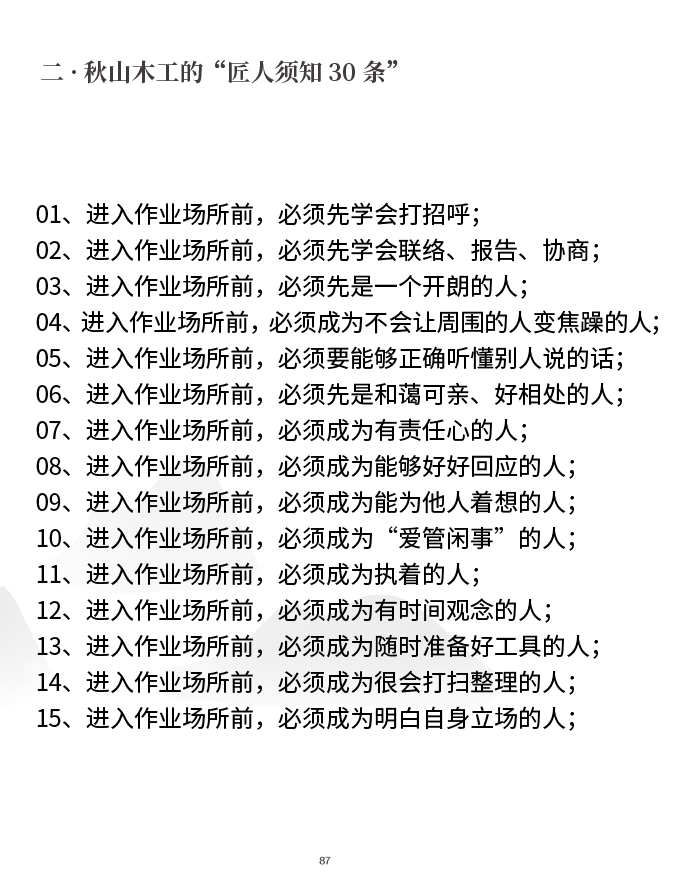 二·秋山木工的“匠人须知 30 条”
01、进入作业场所前，必须先学会打招呼；
02、进入作业场所前，必须先学会联络、报告、协商；
03、进入作业场所前，必须先是一个开朗的人；
04、进入作业场所前，必须成为不会让周围的人变焦躁的人；
05、进入作业场所前，必须要能够正确听懂别人说的话；
06、进入作业场所前，必须先是和蔼可亲、好相处的人；
07、进入作业场所前，必须成为有责任心的人；
08、进入作业场所前，必须成为能够好好回应的人；
09、进入作业场所前，必须成为能为他人着想的人；
10、进入作业场所前，必须成为“爱管闲事”的人；
11、进入作业场所前，必须成为执着的人；
12、进入作业场所前，必须成为有时间观念的人；
13、进入作业场所前，必须成为随时准备好工具的人；
14、进入作业场所前，必须成为很会打扫整理的人；
15、进入作业场所前，必须成为明白自身立场的人；
87